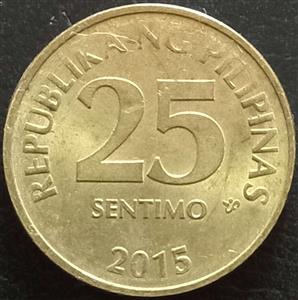 REPUBLIKA NG PILIPINAS
25
SENTIMO
2015